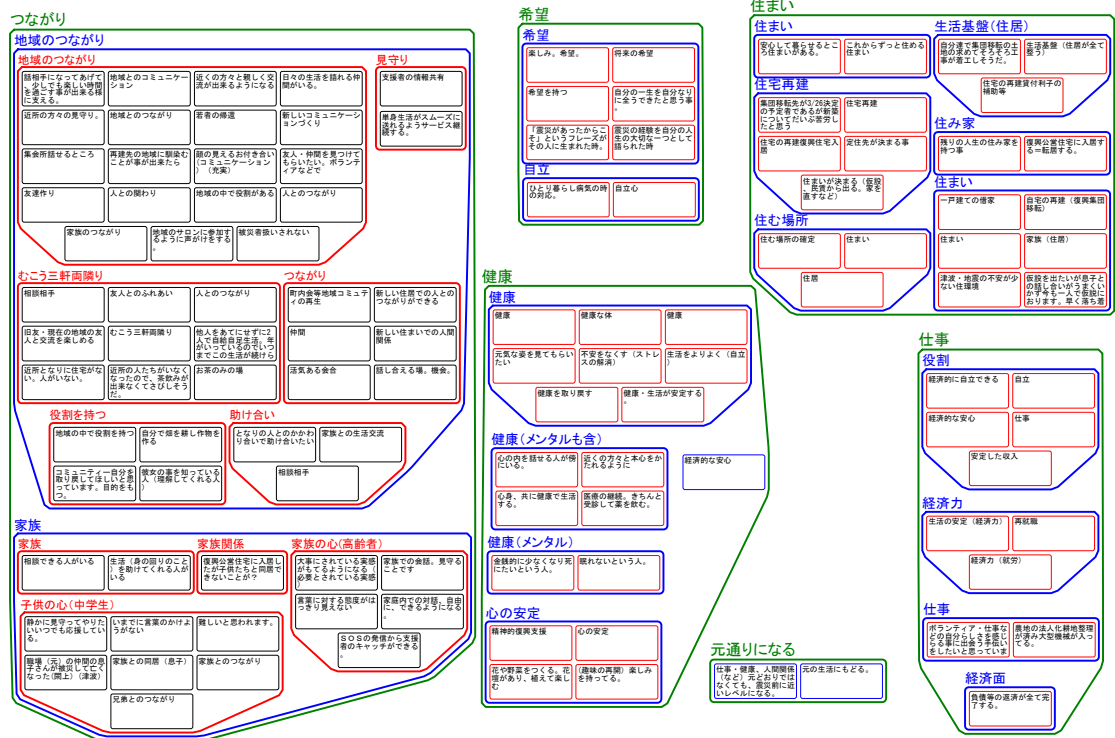 つながり
地域のつながり
地域のつながり
話相手になってあげて
、少しでも楽しい時間
を過ごす事が出来る様
に支える。
地域とのコミュニケー
ション
近くの方々と親しく交
流が出来るようになる
日々の生活を語れる仲
間がいる。
近所の方々の見守り。
地域とのつながり
若者の帰還
新しいコミュニケーシ
ョンづくり
集会所話せるところ
再建先の地域に馴染む
ことが事が出来たら
顔の見えるお付き合い
(コミュニケーション
)(充実)
友人・仲間を見つけて
もらいたい。ボランテ
ィアなどで
友達作り
人との関わり
地域の中で役割がある
人とのつながり
家族のつながり
地域のサロンに参加す
るように声がけをする
。
被災者扱いされない
見守り
支援者の情報共有
単身生活がスムーズに
送れるようサービス継
続する。
むこう三軒両隣り
相談相手
友人とのふれあい
人とのつながり
旧友・現在の地域の友
人と交流を楽しめる
むこう三軒両隣り
他人をあてにせずに2
人で自給自足生活。年
がいっているのでいつ
までこの生活が続けら
近所となりに住宅がな
い。人がいない。
近所の人たちがいなく
なったので、茶飲みが
出来なくてさびしそう
だ。
お茶のみの場
つながり
町内会等地域コミュテ
ィの再生
新しい住居での人との
つながりができる
仲間
新しい住まいでの人間
関係
活気ある会合
話し合える場。機会。
役割を持つ
地域の中で役割を持つ
自分で畑を耕し作物を
作る
コミュニティー自分を
取り戻してほしいと思
っています。目的をも
つ。
彼女の事を知っている
人（理解してくれる人
）
助け合い
となりの人とのかかわ
り合いで助け合いたい
家族との生活交流
相談相手
家族
家族
相談できる人がいる
生活（身の回りのこと
）を助けてくれる人が
いる
家族関係
復興公営住宅に入居し
たが子供たちと同居で
きないことが？
家族の心(高齢者)
大事にされている実感
がもてるようになる（
必要とされている実感
家族での会話。見守る
ことです
言葉に対する態度がは
っきり見えない
家庭内での対話、自由
に、できるようになる
ＳＯＳの発信から支援
者のキャッチができる
。
子供の心(中学生)
静かに見守ってやりた
いいつでも応援してい
る。
いまでに言葉のかけよ
うがない
難しいと思われます。
職場（元）の仲間の息
子さんが被災して亡く
なった(閖上)（津波）
家族との同居（息子）
家族とのつながり
兄弟とのつながり
希望
希望
楽しみ。希望。
将来の希望
希望を持つ
自分の一生を自分なり
に全うできたと思う事
。
「震災があったからこ
そ」というフレーズが
その人に生まれた時。
震災の経験を自分の人
生の大切な一つとして
語られた時
自立
ひとり暮らし病気の時
の対応。
自立心
健康
健康
健康
健康な体
健康
元気な姿を見てもらい
たい
不安をなくす（ストレ
スの解消）
生活をよりよく（自立
）
健康を取り戻す
健康・生活が安定する
。
健康(メンタルも含)
心の内を話せる人が傍
にいる。
近くの方々と本心をか
たれるように
心身、共に健康で生活
する。
医療の継続。きちんと
受診して薬を飲む。
経済的な安心
健康(メンタル)
金銭的に少なくなり死
にたいという人。
眠れないという人。
心の安定
精神的復興支援
心の安定
花や野菜をつくる。花
壇があり、植えて楽し
む
(趣味の再開）楽しみ
を持ってる。
住まい
住まい
安心して暮らせるとこ
ろ住まいがある。
これからずっと住める
住まい
生活基盤(住居)
自分達で集団移転の土
地の求めてそろそろ工
事が着工しそうだ。
生活基盤（住居が全て
整う）
住宅の再建貸付利子の
補助等
住宅再建
集団移転先が3/26決定
の予定者であるが新築
についてだいぶ苦労し
たと思う
住宅再建
住宅の再建復興住宅入
居
定住先が決まる事
住まいが決まる（仮設
、民賃から出る。家を
直すなど）
住み家
残りの人生の住み家を
持つ事
復興公営住宅に入居す
る＝転居する。
住む場所
住む場所の確定
住まい
住居
住まい
一戸建ての借家
自宅の再建（復興集団
移転）
住まい
家族（住居）
津波・地震の不安が少
ない住環境
仮設を出たいが息子と
の話し合いがうまくい
かず今も一人で仮設に
おります。早く落ち着
仕事
役割
経済的に自立できる
自立
経済的な安心
仕事
安定した収入
経済力
生活の安定（経済力）
再就職
経済力（就労）
仕事
ボランティア・仕事な
どの自分らしさを感じ
らる事に出会う手伝い
をしたいと思っていま
農地の法人化耕地整理
が済み大型機械が入っ
てる。
経済面
負債等の返済が全て完
了する。
元通りになる
仕事・健康、人間関係
（など）元どおりでは
なくても、震災前に近
いレベルになる。
元の生活にもどる。